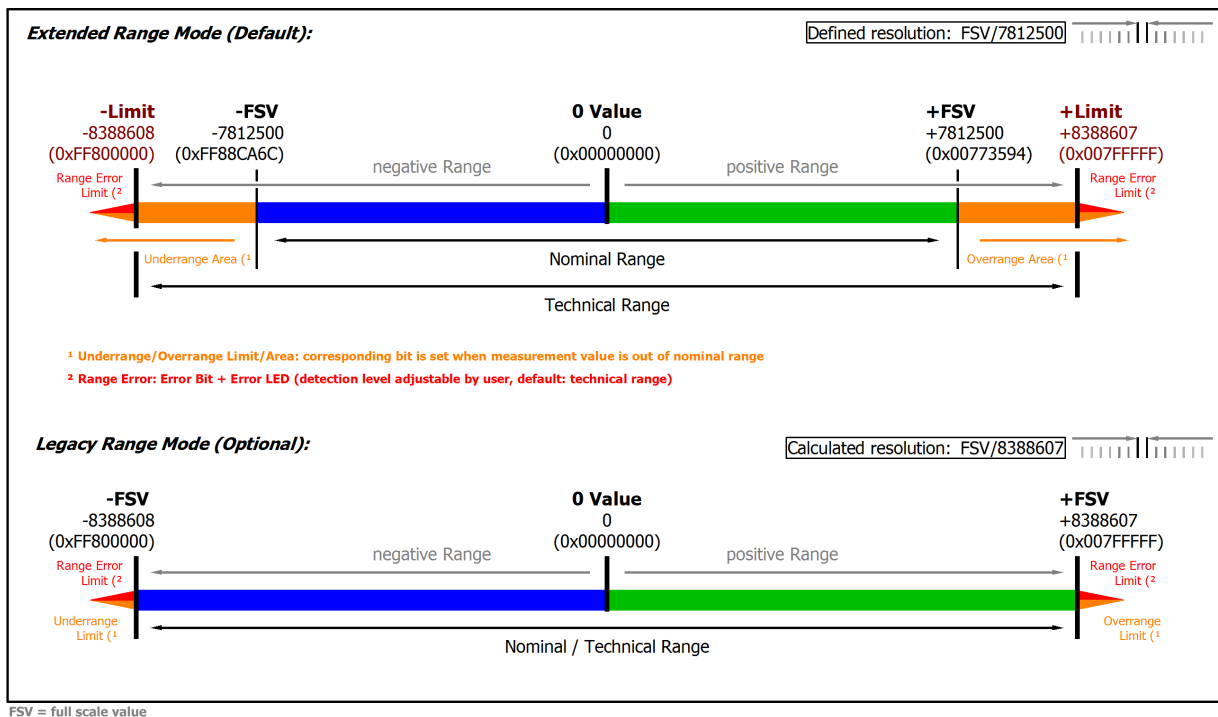 Extended Range Mode (Default):
Defined resolution: FSV/7812500
-Limit
-8388608
(0xFF800000)
-FSV
-7812500
(0xFF88CA6C)
0 Value
0
(0x00000000)
+FSV
+7812500
(0x00773594)
+Limit
+8388607
(0x007FFFFF)
negative Range
positive Range
Range Error
Limit (²
Range Error
Limit (²
Underrange Area (¹
Nominal Range
Overrange Area (¹
Technical Range
¹ Underrange/Overrange Limit/Area: corresponding bit is set when measurement value is out of nominal range
² Range Error: Error Bit + Error LED (detection level adjustable by user, default: technical range)
Legacy Range Mode (Optional):
Calculated resolution: FSV/8388607
-FSV
-8388608
(0xFF800000)
0 Value
0
(0x00000000)
+FSV
+8388607
(0x007FFFFF)
negative Range
positive Range
Range Error
Limit (²
Range Error
Limit (²
Underrange
Limit (¹
Overrange
Limit (¹
Nominal / Technical Range
FSV = full scale value